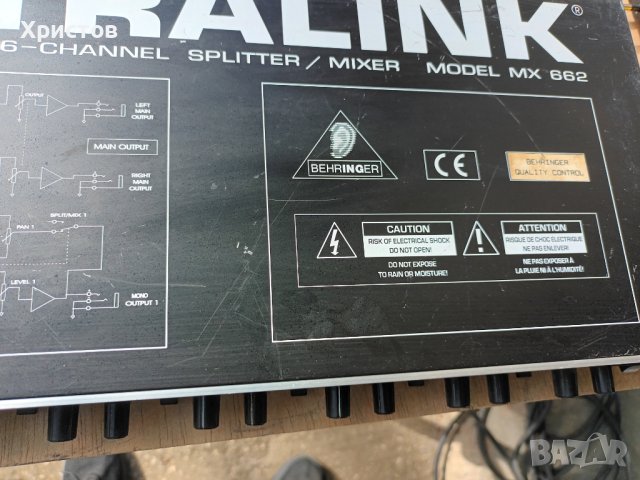 Христов
TRALINK®
6-CHANNEL SPLITTER / MIXER MODEL MX 662
OUTPUT
LEFT
MAIN
OUTPUT
MAIN OUTPUT
RIGHT
MAIN
OUTPUT
SPLIT/MIX 1
PAN 1
LEVEL 1
MONO
OUTPUT 1
BEHRINGER
CE
BEHRINGER
QUALITY CONTROL
CAUTION
RISK OF ELECTRICAL SHOCK
DO NOT OPEN!
DO NOT EXPOSE
TO RAIN OR MOISTURE!
ATTENTION
RISQUE DE CHOC ELECTRIQUE
NE PAS ENLEVER!
NE PAS EXPOSER À
LA PLUIE NI À L'HUMIDITÉ!
BAZAR
bg